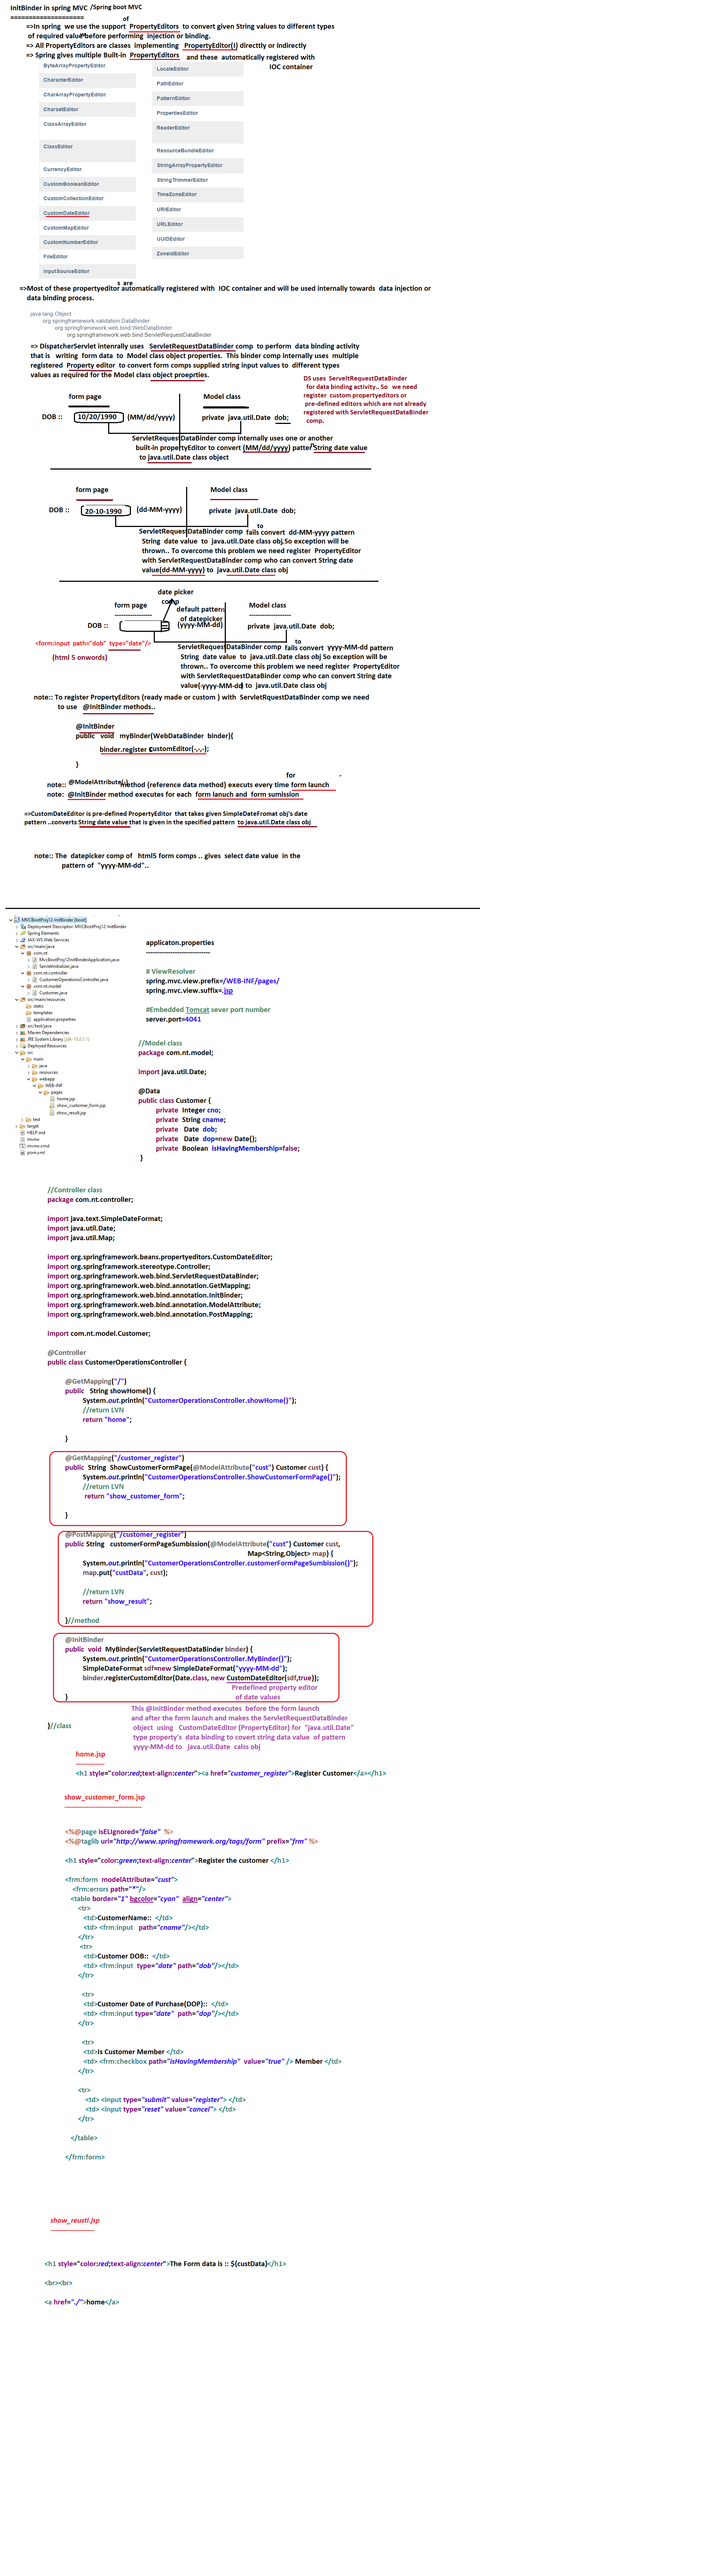 InitBinder in spring MVC /Spring boot MVC
====================
of
=>In spring we use the support PropertyEditors to convert given String values to different types
of required value before performing injection or binding.
=> All PropertyEditors are classes implementing PropertyEditor(I) directtly or indirectly
=> Spring gives multiple Built-in PropertyEditors and these automatically registered with
IOC container
ByteArrayPropertyEditor
CharacterEditor
CharArrayPropertyEditor
CharsetEditor
ClassArrayEditor
ClassEditor
CurrencyEditor
CustomBooleanEditor
CustomCollectionEditor
CustomDateEditor
CustomMapEditor
CustomNumberEditor
FileEditor
InputSourceEditor
LocaleEditor
PathEditor
PatternEditor
PropertiesEditor
ReaderEditor
ResourceBundleEditor
StringArrayPropertyEditor
StringTrimmerEditor
TimeZoneEditor
URIEditor
URLEditor
UUIDEditor
ZoneIdEditor
s are
=>Most of these propertyeditor automatically registered with IOC container and will be used internally towards data injection or
data binding process.
java.lang.Object
org.springframework.validation.DataBinder
org.springframework.web.bind.WebDataBinder
org.springframework.web.bind.ServletRequestDataBinder
=> DispatcherServlet intenrally uses ServletRequestDataBinder comp to perform data binding activity
that is writing form data to Model class object properties. This binder comp internally uses multiple
registered Property editor to convert form comps supplied string input values to different types
values as required for the Model class object proeprties.
DS uses ServeltRequestDataBinder
for data binding activity.. So we need
register custom propertyeditors or
pre-defined editors which are not already
registered with ServletRequestDataBinder
comp.
form page
Model class
DOB :: 10/20/1990 (MM/dd/yyyy) private java.util.Date dob;
ServletRequestDataBinder comp internally uses one or another
built-in propertyEditor to convert (MM/dd/yyyy) pattern String date value
to java.util.Date class object
form page
Model class
DOB :: 20-10-1990 (dd-MM-yyyy) private java.util.Date dob;
to
ServletRequestDataBinder comp fails convert dd-MM-yyyy pattern
String date value to java.util.Date class obj,So exception will be
thrown.. To overcome this problem we need register PropertyEditor
with ServletRequestDataBinder comp who can convert String date
value(dd-MM-yyyy) to java.util.Date class obj
date picker
comp
form page
Model class
default pattern
of datepicker
DOB :: (yyyy-MM-dd) private java.util.Date dob;
<form:input path="dob" type="date"/>
(html 5 onwords)
to
ServletRequestDataBinder comp fails convert yyyy-MM-dd pattern
String date value to java.util.Date class obj So exception will be
thrown.. To overcome this problem we need register PropertyEditor
with ServletRequestDataBinder comp who can convert String date
value(-yyyy-MM-dd) to java.util.Date class obj
note:: To register PropertyEditors (ready made or custom ) with ServletRquestDataBinder comp we need
to use @InitBinder methods..
@InitBinder
public void myBinder(WebDataBinder binder){
binder.register CustomEditor(-,-,-);
}
for -
note:: @ModelAttribute(-) method (reference data method) executs every time form launch
note: @InitBinder method executes for each form lanuch and form sumission
=>CustomDateEditor is pre-defined PropertyEditor that takes given SimpleDateFromat obj's date
pattern ..converts String date value that is given in the specified pattern to java.util.Date class obj
note:: The datepicker comp of html5 form comps .. gives select date value in the
pattern of "yyyy-MM-dd"..
MVCBootProj12-InitBinder [boot]
Deployment Descriptor: MVCBootProj12-InitBinder
Spring Elements
JAX-WS Web Services
src/main/java
com.nt
MvcBootProj12InitBinderApplication.java
ServletInitializer.java
com.nt.controller
CustomerOperationsController.java
com.nt.model
Customer.java
src/main/resources
static
templates
application.properties
src/test/java
Maven Dependencies
JRE System Library [jdk-18.0.1.1]
Deployed Resources
src
main
java
resources
webapp
WEB-INF
pages
home.jsp
show_customer_form.jsp
show_result.jsp
test
target
HELP.md
mvnw
mvnw.cmd
pom.xml
applicaton.properties
----------------------------
# ViewResolver
spring.mvc.view.prefix=/WEB-INF/pages/
spring.mvc.view.suffix=.jsp
#Embedded Tomcat sever port number
server.port=4041
//Model class
package com.nt.model;
import java.util.Date;
@Data
public class Customer {
private Integer cno;
private String cname;
private Date dob;
private Date dop=new Date();
private Boolean isHavingMembership=false;
}
//Controller class
package com.nt.controller;
import java.text.SimpleDateFormat;
import java.util.Date;
import java.util.Map;
import org.springframework.beans.propertyeditors.CustomDateEditor;
import org.springframework.stereotype.Controller;
import org.springframework.web.bind.ServletRequestDataBinder;
import org.springframework.web.bind.annotation.GetMapping;
import org.springframework.web.bind.annotation.InitBinder;
import org.springframework.web.bind.annotation.ModelAttribute;
import org.springframework.web.bind.annotation.PostMapping;
import com.nt.model.Customer;
@Controller
public class CustomerOperationsController {
@GetMapping("/")
public String showHome() {
System.out.println("CustomerOperationsController.showHome()");
//return LVN
return "home";
}
@GetMapping("/customer_register")
public String ShowCustomerFormPage(@ModelAttribute("cust") Customer cust) {
System.out.println("CustomerOperationsController.ShowCustomerFormPage()");
//return LVN
return "show_customer_form";
}
@PostMapping("/customer_register")
public String customerFormPageSumbission(@ModelAttribute("cust") Customer cust,
Map<String,Object> map) {
System.out.println("CustomerOperationsController.customerFormPageSumbission()");
map.put("custData", cust);
//return LVN
return "show_result";
}//method
@InitBinder
public void MyBinder(ServletRequestDataBinder binder) {
System.out.println("CustomerOperationsController.MyBinder()");
SimpleDateFormat sdf=new SimpleDateFormat("yyyy-MM-dd");
binder.registerCustomEditor(Date.class, new CustomDateEditor(sdf,true));
Predefined property editor
} of date values
This @InitBinder method executes before the form launch
and after the form launch and makes the ServletRequestDataBinder
}//class object using CustomDateEditor (PropertyEditor) for "java.util.Date"
type property's data binding to covert string data value of pattern
yyyy-MM-dd to java.util.Date calss obj
home.jsp
-------------
<h1 style="color:red;text-align:center"><a href="customer_register">Register Customer</a></h1>
show_customer_form.jsp
-----------------------------------
<%@page isELIgnored="false" %>
<%@taglib uri="http://www.springframework.org/tags/form" prefix="frm" %>
<h1 style="color:green;text-align:center">Register the customer </h1>
<frm:form modelAttribute="cust">
<frm:errors path="*"/>
<table border="1" bgcolor="cyan" align="center">
<tr>
<td>CustomerName:: </td>
<td> <frm:input path="cname"/></td>
</tr>
<tr>
<td>Customer DOB:: </td>
<td> <frm:input type="date" path="dob"/></td>
</tr>
<tr>
<td>Customer Date of Purchase(DOP):: </td>
<td> <frm:input type="date" path="dop"/></td>
</tr>
<tr>
<td>Is Customer Member </td>
<td> <frm:checkbox path="isHavingMembership" value="true" /> Member </td>
</tr>
<tr>
<td> <input type="submit" value="register"> </td>
<td> <input type="reset" value="cancel"> </td>
</tr>
</table>
</frm:form>
show_reustl.jsp
--------------------
<h1 style="color:red;text-align:center">The Form data is :: ${custData}</h1>
<br><br>
<a href="./">home</a>